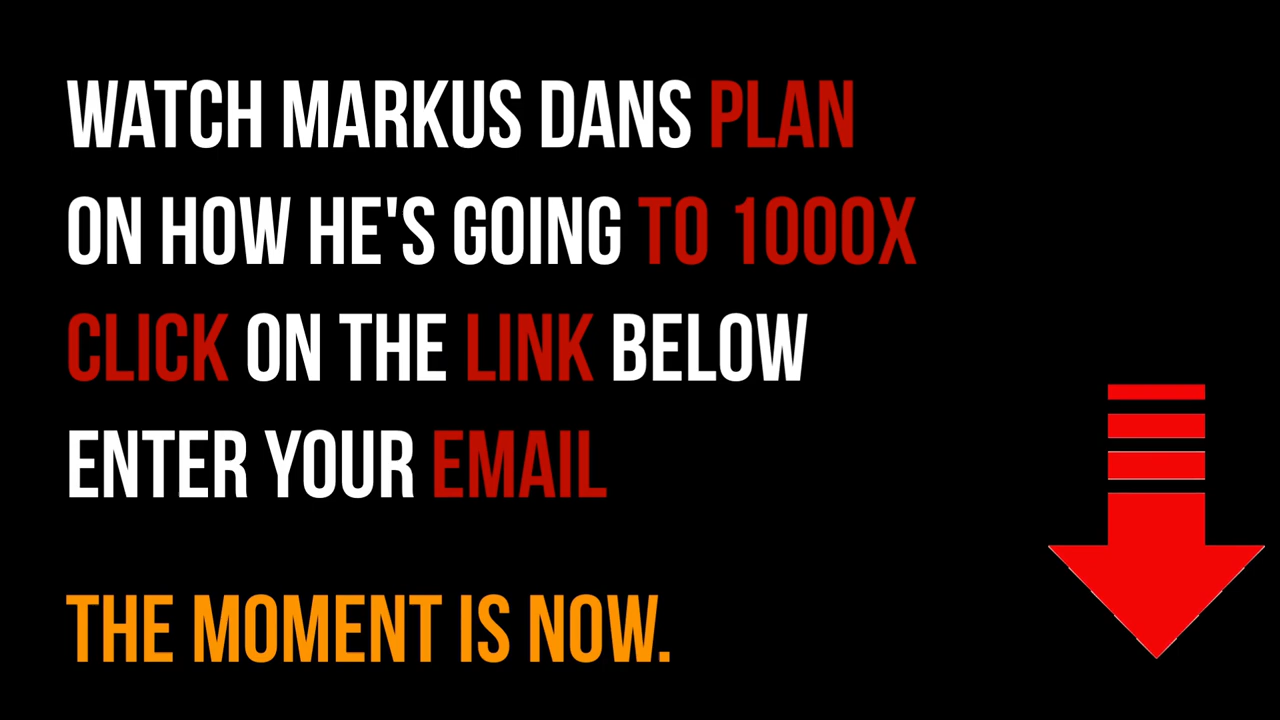 WATCH MARKUS DANS PLAN
ON HOW HE'S GOING TO 1000X
CLICK ON THE LINK BELOW
ENTER YOUR EMAIL
THE MOMENT IS NOW.